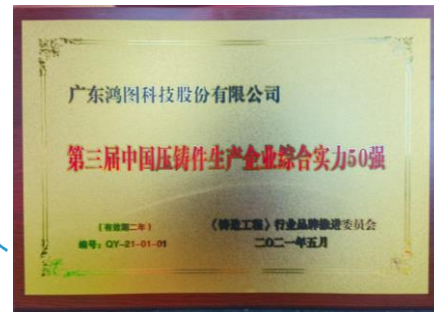 广东鸿图科技股份有限公司
第三届中国压铸件生产企业综合实力50强
(有效期二年)
编号：QY-21-01-01
《铸造工程》行业品牌推进委员会
二〇二一年五月